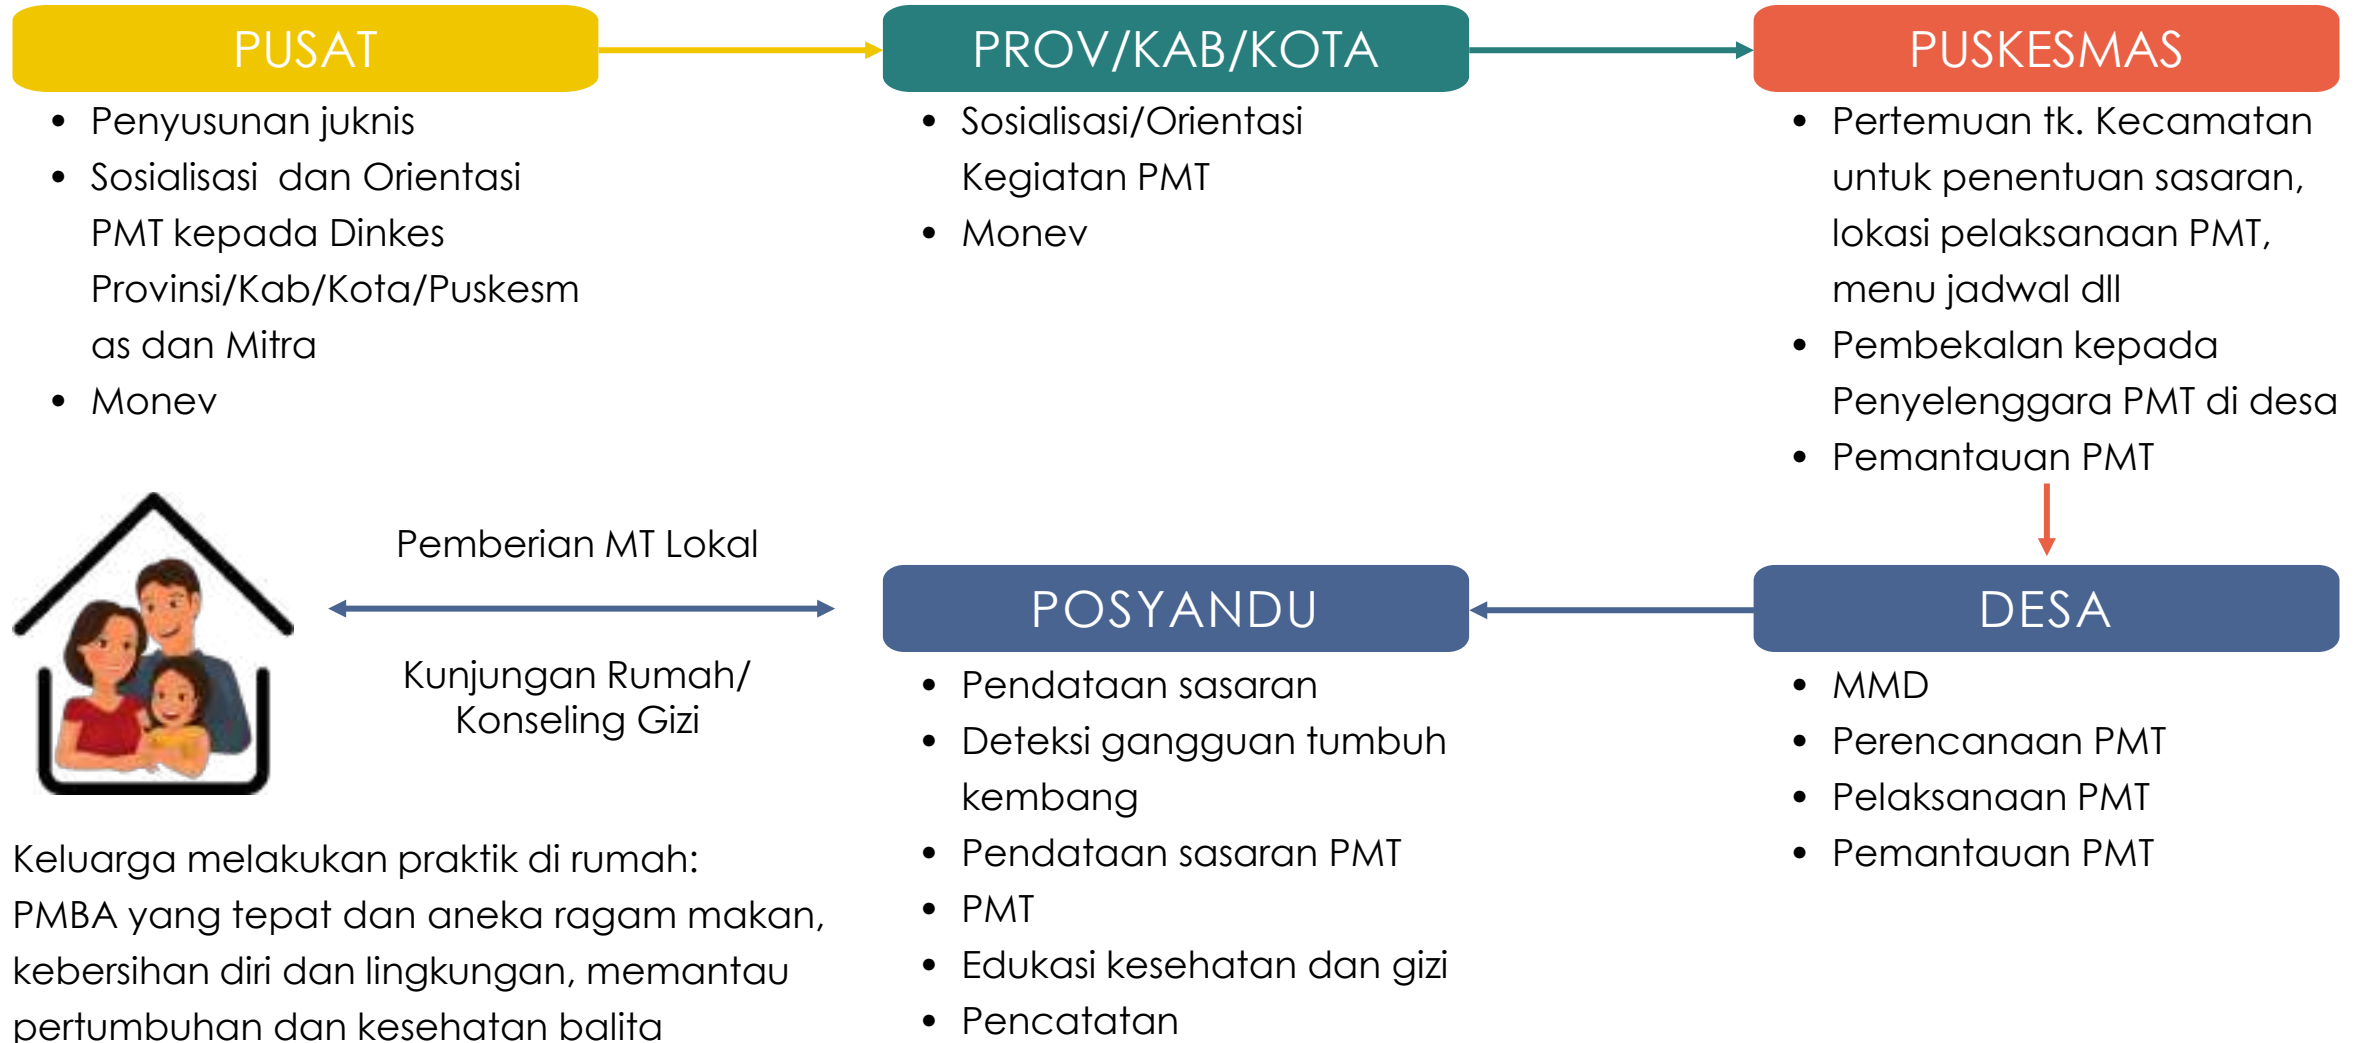 PUSAT
• Penyusunan juknis
• Sosialisasi dan Orientasi
PMT kepada Dinkes
Provinsi/Kab/Kota/Puskesm
as dan Mitra
• Monev
PROV/KAB/KOTA
• Sosialisasi/Orientasi
Kegiatan PMT
• Monev
PUSKESMAS
• Pertemuan tk. Kecamatan
untuk penentuan sasaran,
lokasi pelaksanaan PMT,
menu jadwal dll
• Pembekalan kepada
Penyelenggara PMT di desa
• Pemantauan PMT
DESA
• MMD
• Perencanaan PMT
• Pelaksanaan PMT
• Pemantauan PMT
POSYANDU
• Pendataan sasaran
• Deteksi gangguan tumbuh
kembang
• Pendataan sasaran PMT
• PMT
• Edukasi kesehatan dan gizi
• Pencatatan
Pemberian MT Lokal
Kunjungan Rumah/
Konseling Gizi
Keluarga melakukan praktik di rumah:
PMBA yang tepat dan aneka ragam makan,
kebersihan diri dan lingkungan, memantau
pertumbuhan dan kesehatan balita